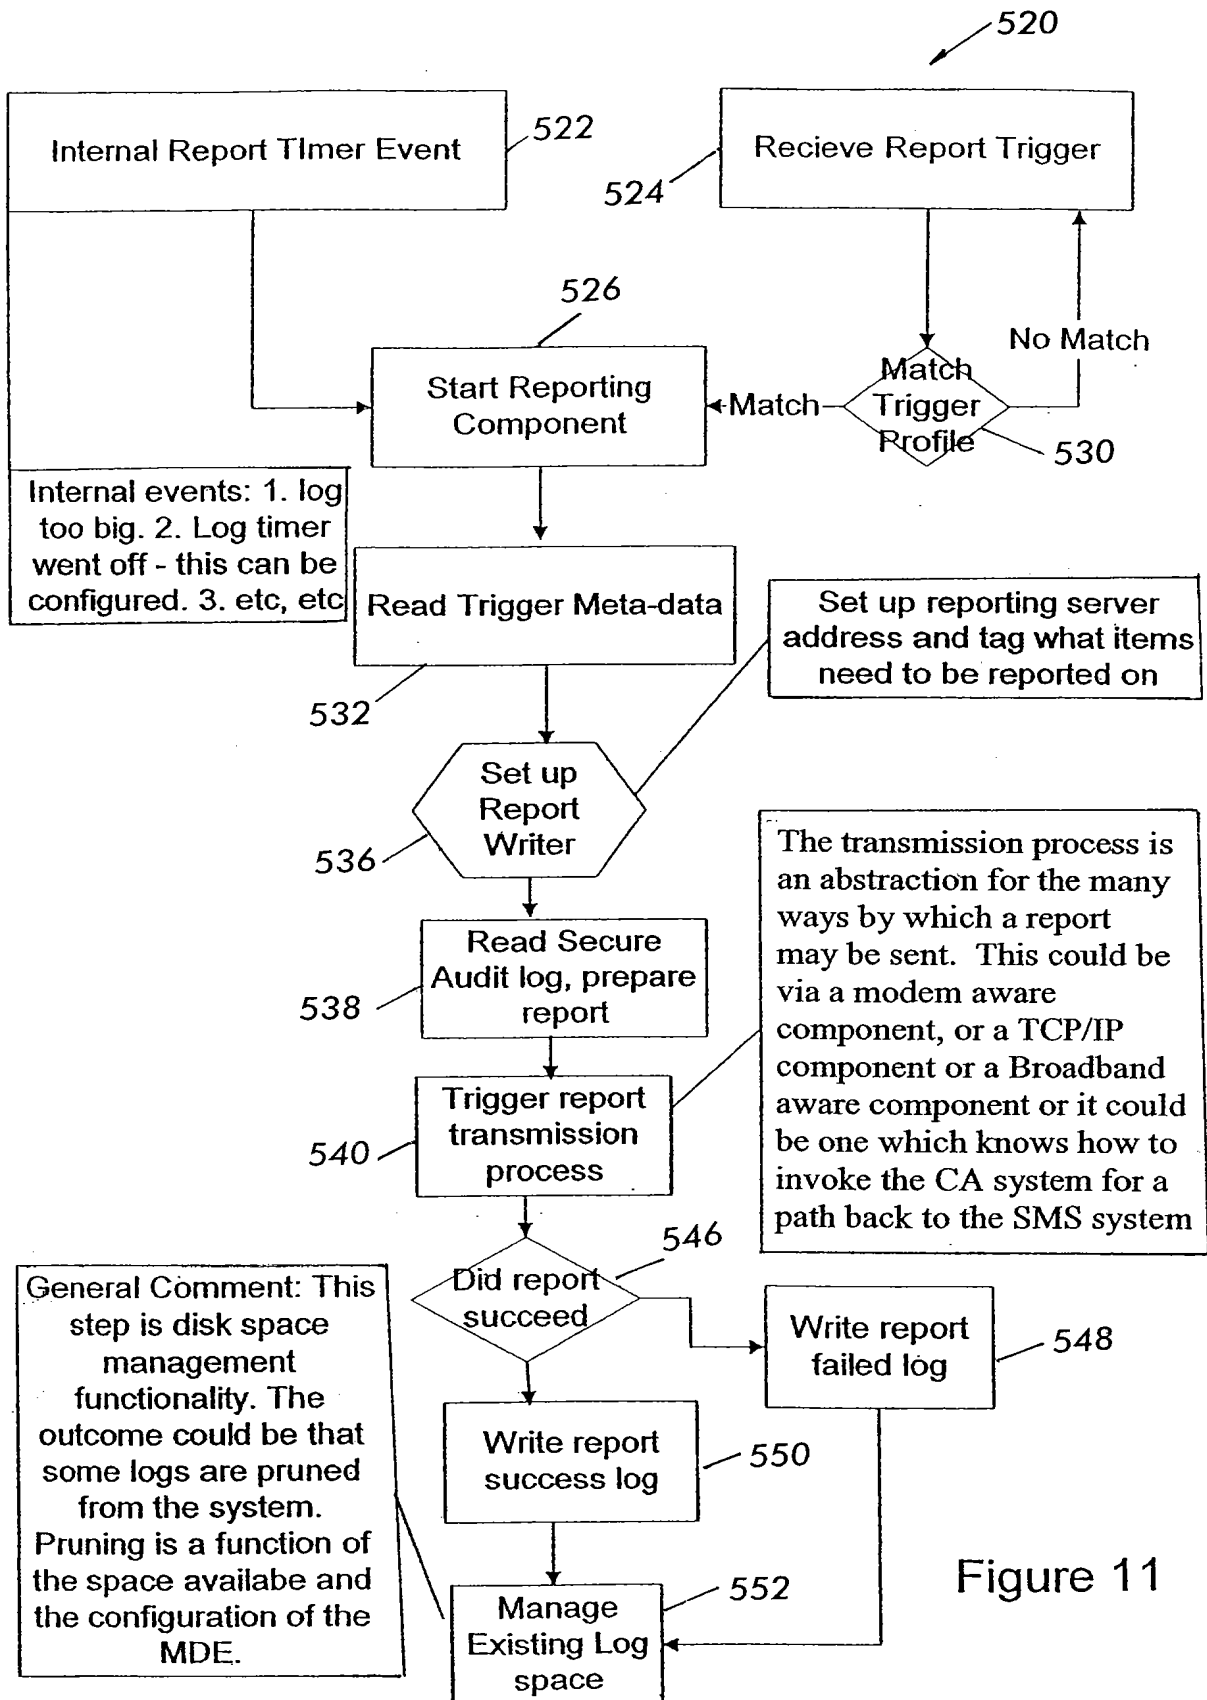 520
Internal Report TImer Event
522
Recieve Report Trigger
524
526
Start Reporting
Component
Match
No Match
Match
Trigger
Profile
530
Internal events: 1. log
too big. 2. Log timer
went off - this can be
configured. 3. etc, etc
Read Trigger Meta-data
532
Set up reporting server
address and tag what items
need to be reported on
Set up
Report
Writer
536
The transmission process is
an abstraction for the many
ways by which a report
may be sent. This could be
via a modem aware
component, or a TCP/IP
component or a Broadband
aware component or it could
be one which knows how to
invoke the CA system for a
path back to the SMS system
Read Secure
Audit log, prepare
report
538
Trigger report
transmission
process
540
Did report
succeed
546
Write report
failed log
548
General Comment: This
step is disk space
management
functionality. The
outcome could be that
some logs are pruned
from the system.
Pruning is a function of
the space availabe and
the configuration of the
MDE.
Write report
success log
550
Manage
Existing Log
space
552
Figure 11